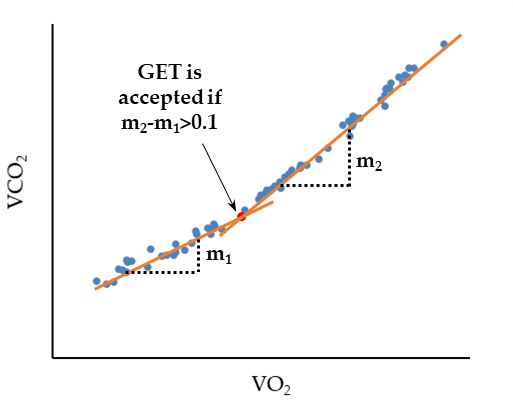 GET is
accepted if
m₂-m₁>0.1
VCO₂
m₂
m₁
VO₂